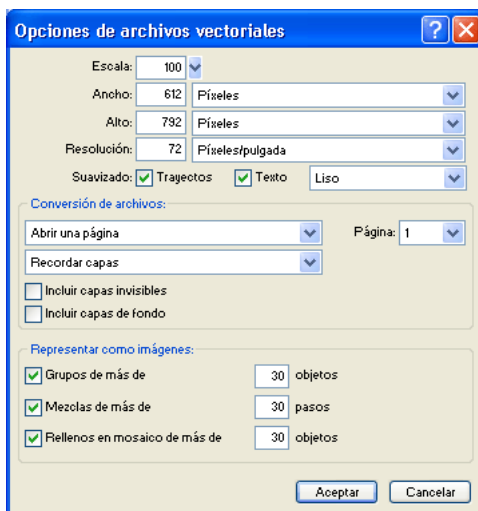 Opciones de archivos vectoriales
Escala: 100
Ancho: 612 Píxeles
Alto: 792 Píxeles
Resolución: 72 Píxeles/pulgada
Suavizado: Trayectos Texto Liso
Conversión de archivos:
Abrir una página Página: 1
Recordar capas
Incluir capas invisibles
Incluir capas de fondo
Representar como imágenes:
Grupos de más de 30 objetos
Mezclas de más de 30 pasos
Rellenos en mosaico de más de 30 objetos
Aceptar Cancelar